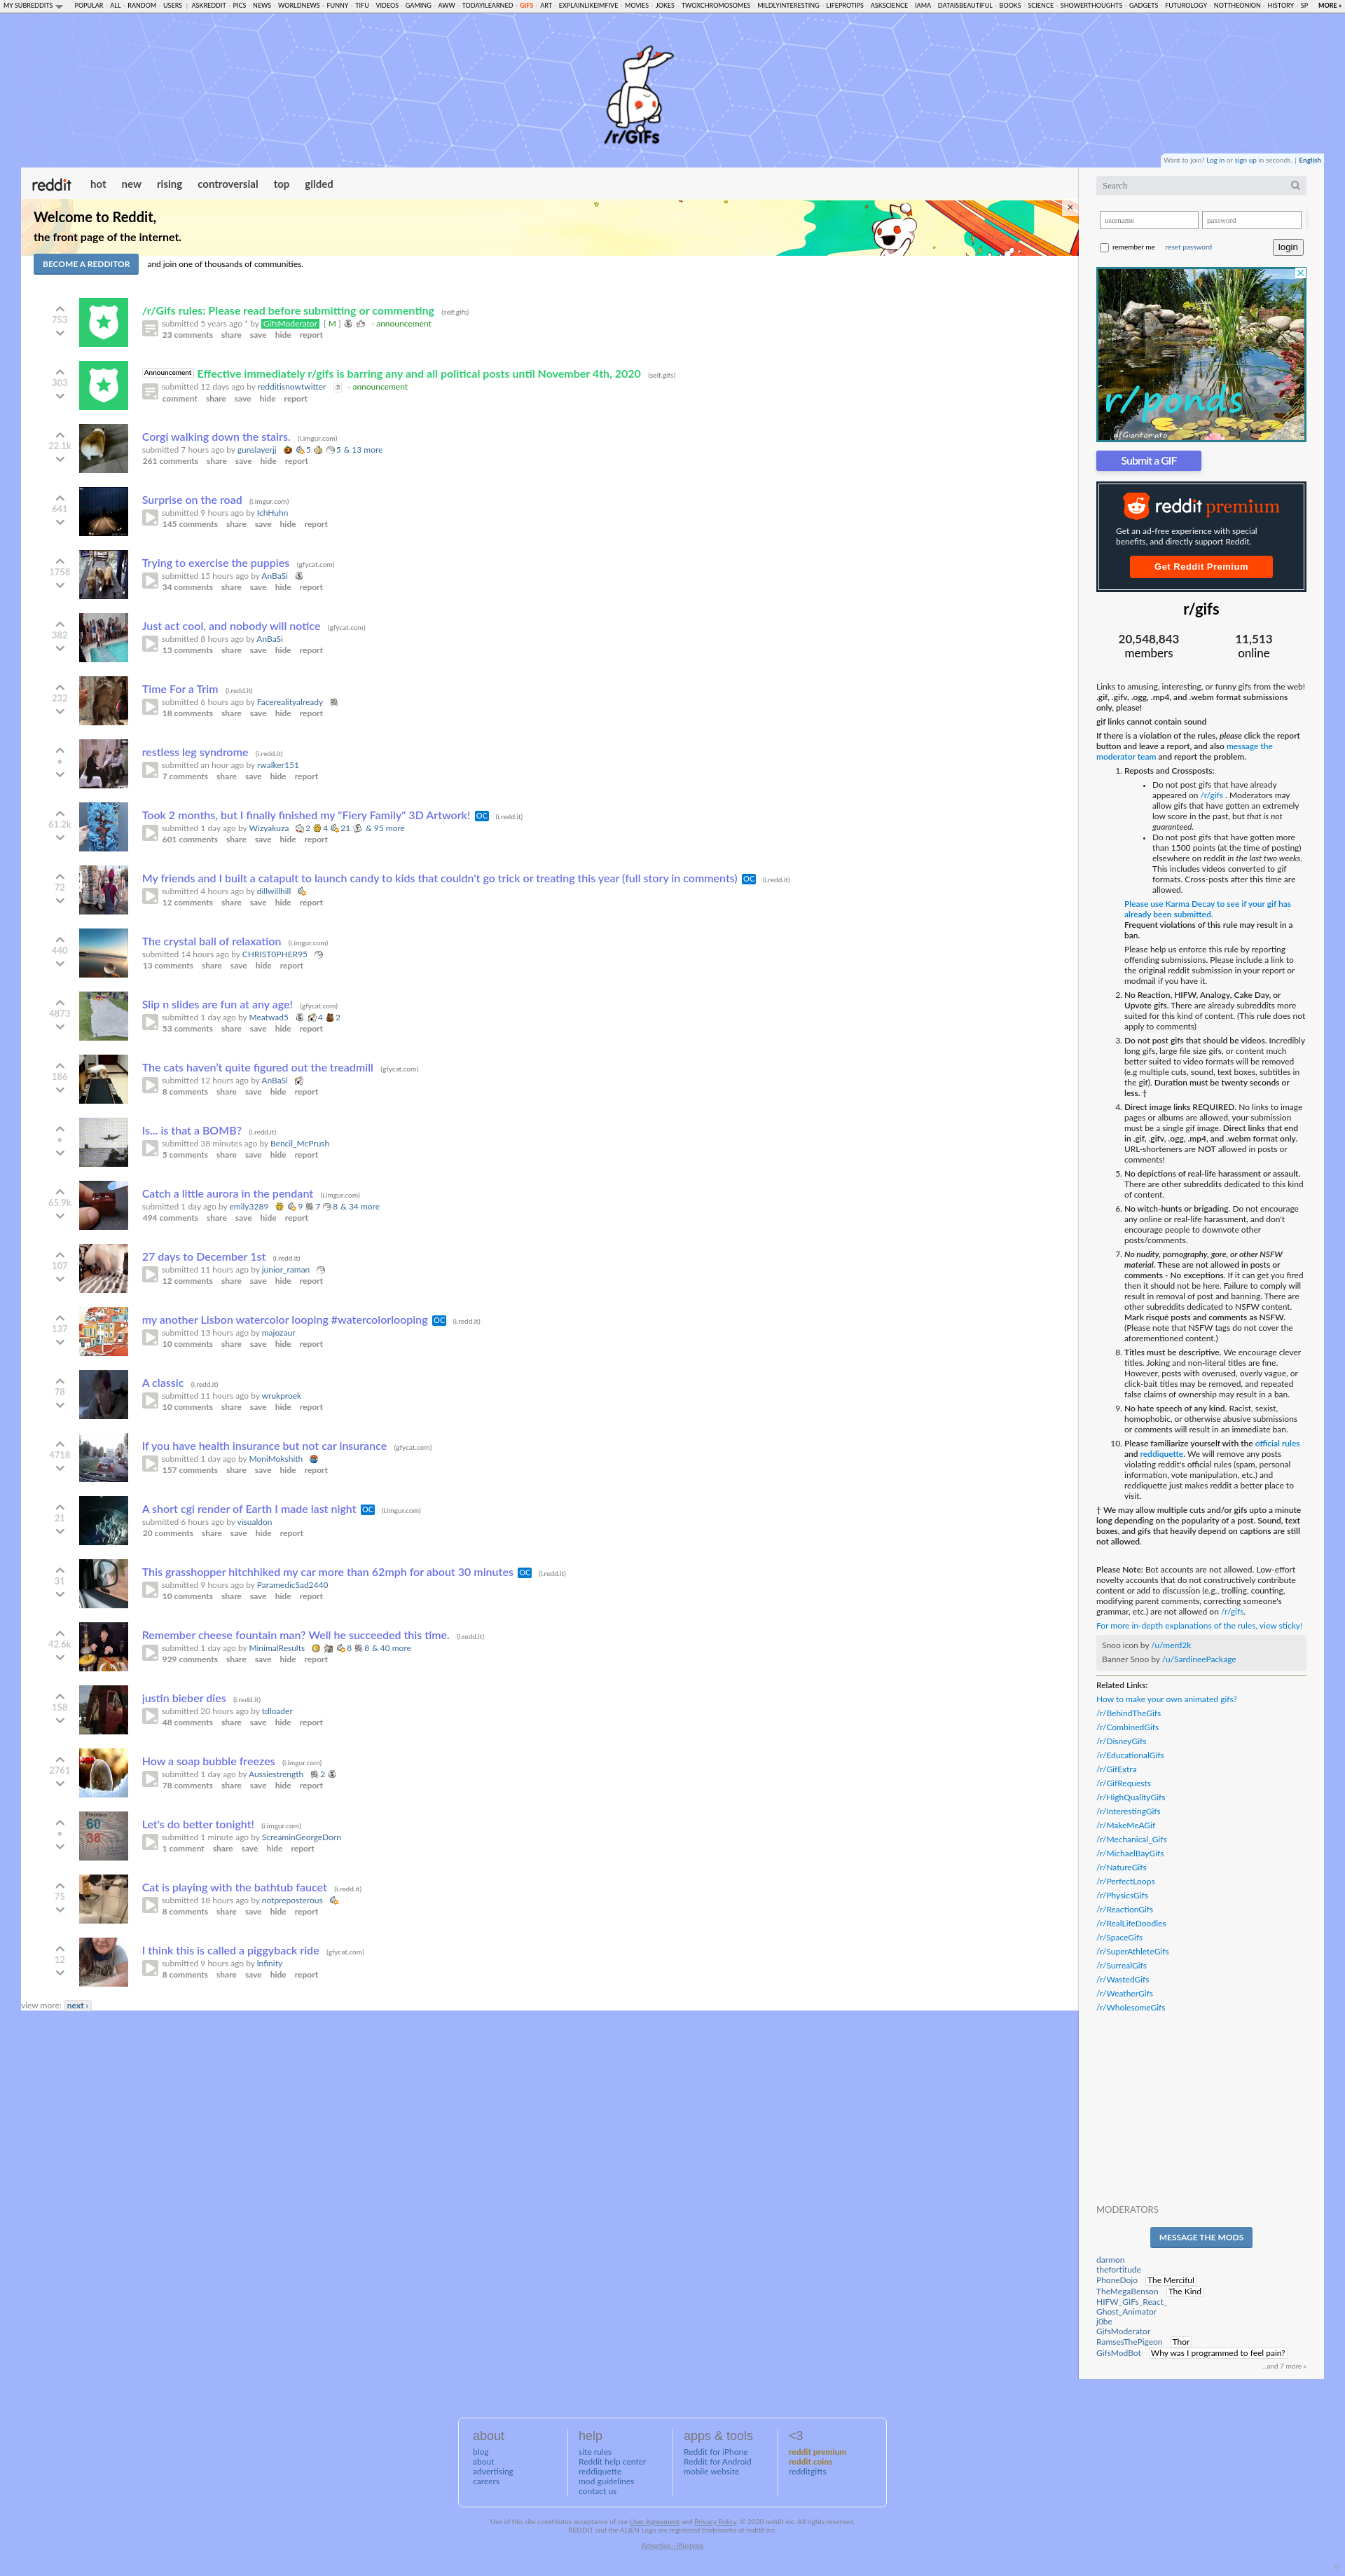 MY SUBREDDITS POPULAR - ALL - RANDOM - USERS | ASKREDDIT - PICS - NEWS - WORLDNEWS - FUNNY - TIFU - VIDEOS - GAMING - AWW - TODAYILEARNED - GIFS - ART - EXPLAINLIKEIMFIVE - MOVIES - JOKES - TWOXCHROMOSOMES - MILDLYINTERESTING - LIFEPROTIPS - ASKSCIENCE - IAMA - DATAISBEAUTIFUL - BOOKS - SCIENCE - SHOWERTHOUGHTS - GADGETS - FUTUROLOGY - NOTTHEONION - HISTORY - SP MORE »
/r/GIFs
Want to join? Log in or sign up in seconds. | English
reddit hot new rising controversial top gilded
Welcome to Reddit,
the front page of the internet.
BECOME A REDDITOR and join one of thousands of communities.
753
/r/Gifs rules: Please read before submitting or commenting (self.gifs)
submitted 5 years ago * by GifsModerator [ M ] - announcement
23 comments share save hide report
303
Announcement Effective immediately r/gifs is barring any and all political posts until November 4th, 2020 (self.gifs)
submitted 12 days ago by redditisnowtwitter - announcement
comment share save hide report
22.1k
Corgi walking down the stairs. (i.imgur.com)
submitted 7 hours ago by gunslayerjj 5 5 & 13 more
261 comments share save hide report
641
Surprise on the road (i.imgur.com)
submitted 9 hours ago by IchHuhn
145 comments share save hide report
1758
Trying to exercise the puppies (gfycat.com)
submitted 15 hours ago by AnBaSi
34 comments share save hide report
382
Just act cool, and nobody will notice (gfycat.com)
submitted 8 hours ago by AnBaSi
13 comments share save hide report
232
Time For a Trim (i.redd.it)
submitted 6 hours ago by Facerealityalready
18 comments share save hide report
•
restless leg syndrome (i.redd.it)
submitted an hour ago by rwalker151
7 comments share save hide report
61.2k
Took 2 months, but I finally finished my "Fiery Family" 3D Artwork! OC (i.redd.it)
submitted 1 day ago by Wizyakuza 2 4 21 & 95 more
601 comments share save hide report
72
My friends and I built a catapult to launch candy to kids that couldn't go trick or treating this year (full story in comments) OC (i.redd.it)
submitted 4 hours ago by dillwillhill
12 comments share save hide report
440
The crystal ball of relaxation (i.imgur.com)
submitted 14 hours ago by CHRIST0PHER95
13 comments share save hide report
4873
Slip n slides are fun at any age! (gfycat.com)
submitted 1 day ago by Meatwad5 4 2
53 comments share save hide report
186
The cats haven't quite figured out the treadmill (gfycat.com)
submitted 12 hours ago by AnBaSi
8 comments share save hide report
•
Is... is that a BOMB? (i.redd.it)
submitted 38 minutes ago by Bencil_McPrush
5 comments share save hide report
65.9k
Catch a little aurora in the pendant (i.imgur.com)
submitted 1 day ago by emily3289 9 7 8 & 34 more
494 comments share save hide report
107
27 days to December 1st (i.redd.it)
submitted 11 hours ago by junior_raman
12 comments share save hide report
137
my another Lisbon watercolor looping #watercolorlooping OC (i.redd.it)
submitted 13 hours ago by majozaur
10 comments share save hide report
78
A classic (i.redd.it)
submitted 11 hours ago by wrukproek
10 comments share save hide report
4718
If you have health insurance but not car insurance (gfycat.com)
submitted 1 day ago by MoniMokshith
157 comments share save hide report
21
A short cgi render of Earth I made last night OC (i.imgur.com)
submitted 6 hours ago by visualdon
20 comments share save hide report
31
This grasshopper hitchhiked my car more than 62mph for about 30 minutes OC (i.redd.it)
submitted 9 hours ago by ParamedicSad2440
10 comments share save hide report
42.6k
Remember cheese fountain man? Well he succeeded this time. (i.redd.it)
submitted 1 day ago by MinimalResults 8 8 & 40 more
929 comments share save hide report
158
justin bieber dies (i.redd.it)
submitted 20 hours ago by tdloader
48 comments share save hide report
2761
How a soap bubble freezes (i.imgur.com)
submitted 1 day ago by Aussiestrength 2
78 comments share save hide report
•
60
38
1
Let's do better tonight! (i.imgur.com)
submitted 1 minute ago by ScreaminGeorgeDorn
1 comment share save hide report
75
Cat is playing with the bathtub faucet (i.redd.it)
submitted 18 hours ago by notpreposterous
8 comments share save hide report
12
I think this is called a piggyback ride (gfycat.com)
submitted 9 hours ago by Infinity
8 comments share save hide report
view more: next ›
Search
username password
remember me reset password login
r/ponds
u/Giantomato
Submit a GIF
reddit premium
Get an ad-free experience with special
benefits, and directly support Reddit.
Get Reddit Premium
r/gifs
20,548,843 11,513
members online
Links to amusing, interesting, or funny gifs from the web!
.gif, .gifv, .ogg, .mp4, and .webm format submissions
only, please!
gif links cannot contain sound
If there is a violation of the rules, please click the report
button and leave a report, and also message the
moderator team and report the problem.
1. Reposts and Crossposts:
• Do not post gifs that have already
appeared on /r/gifs . Moderators may
allow gifs that have gotten an extremely
low score in the past, but that is not
guaranteed.
• Do not post gifs that have gotten more
than 1500 points (at the time of posting)
elsewhere on reddit in the last two weeks.
This includes videos converted to gif
formats. Cross-posts after this time are
allowed.
Please use Karma Decay to see if your gif has
already been submitted.
Frequent violations of this rule may result in a
ban.
Please help us enforce this rule by reporting
offending submissions. Please include a link to
the original reddit submission in your report or
modmail if you have it.
2. No Reaction, HIFW, Analogy, Cake Day, or
Upvote gifs. There are already subreddits more
suited for this kind of content. (This rule does not
apply to comments)
3. Do not post gifs that should be videos. Incredibly
long gifs, large file size gifs, or content much
better suited to video formats will be removed
(e.g multiple cuts, sound, text boxes, subtitles in
the gif). Duration must be twenty seconds or
less. †
4. Direct image links REQUIRED. No links to image
pages or albums are allowed, your submission
must be a single gif image. Direct links that end
in .gif, .gifv, .ogg, .mp4, and .webm format only.
URL-shorteners are NOT allowed in posts or
comments!
5. No depictions of real-life harassment or assault.
There are other subreddits dedicated to this kind
of content.
6. No witch-hunts or brigading. Do not encourage
any online or real-life harassment, and don't
encourage people to downvote other
posts/comments.
7. No nudity, pornography, gore, or other NSFW
material. These are not allowed in posts or
comments - No exceptions. If it can get you fired
then it should not be here. Failure to comply will
result in removal of post and banning. There are
other subreddits dedicated to NSFW content.
Mark risqué posts and comments as NSFW.
(Please note that NSFW tags do not cover the
aforementioned content.)
8. Titles must be descriptive. We encourage clever
titles. Joking and non-literal titles are fine.
However, posts with overused, overly vague, or
click-bait titles may be removed, and repeated
false claims of ownership may result in a ban.
9. No hate speech of any kind. Racist, sexist,
homophobic, or otherwise abusive submissions
or comments will result in an immediate ban.
10. Please familiarize yourself with the official rules
and reddiquette. We will remove any posts
violating reddit's official rules (spam, personal
information, vote manipulation, etc.) and
reddiquette just makes reddit a better place to
visit.
† We may allow multiple cuts and/or gifs upto a minute
long depending on the popularity of a post. Sound, text
boxes, and gifs that heavily depend on captions are still
not allowed.
Please Note: Bot accounts are not allowed. Low-effort
novelty accounts that do not constructively contribute
content or add to discussion (e.g., trolling, counting,
modifying parent comments, correcting someone's
grammar, etc.) are not allowed on /r/gifs.
For more in-depth explanations of the rules, view sticky!
Snoo icon by /u/merd2k
Banner Snoo by /u/SardineePackage
Related Links:
How to make your own animated gifs?
/r/BehindTheGifs
/r/CombinedGifs
/r/DisneyGifs
/r/EducationalGifs
/r/GifExtra
/r/GifRequests
/r/HighQualityGifs
/r/InterestingGifs
/r/MakeMeAGif
/r/Mechanical_Gifs
/r/MichaelBayGifs
/r/NatureGifs
/r/PerfectLoops
/r/PhysicsGifs
/r/ReactionGifs
/r/RealLifeDoodles
/r/SpaceGifs
/r/SuperAthleteGifs
/r/SurrealGifs
/r/WastedGifs
/r/WeatherGifs
/r/WholesomeGifs
MODERATORS
MESSAGE THE MODS
darmon
thefortitude
PhoneDojo The Merciful
TheMegaBenson The Kind
HIFW_GIFs_React_
Ghost_Animator
j0be
GifsModerator
RamsesThePigeon Thor
GifsModBot Why was I programmed to feel pain?
...and 7 more »
about
blog
about
advertising
careers
help
site rules
Reddit help center
reddiquette
mod guidelines
contact us
apps & tools
Reddit for iPhone
Reddit for Android
mobile website
<3
reddit premium
reddit coins
redditgifts
Use of this site constitutes acceptance of our User Agreement and Privacy Policy. © 2020 reddit inc. All rights reserved.
REDDIT and the ALIEN Logo are registered trademarks of reddit inc.
Advertise - lifestyles